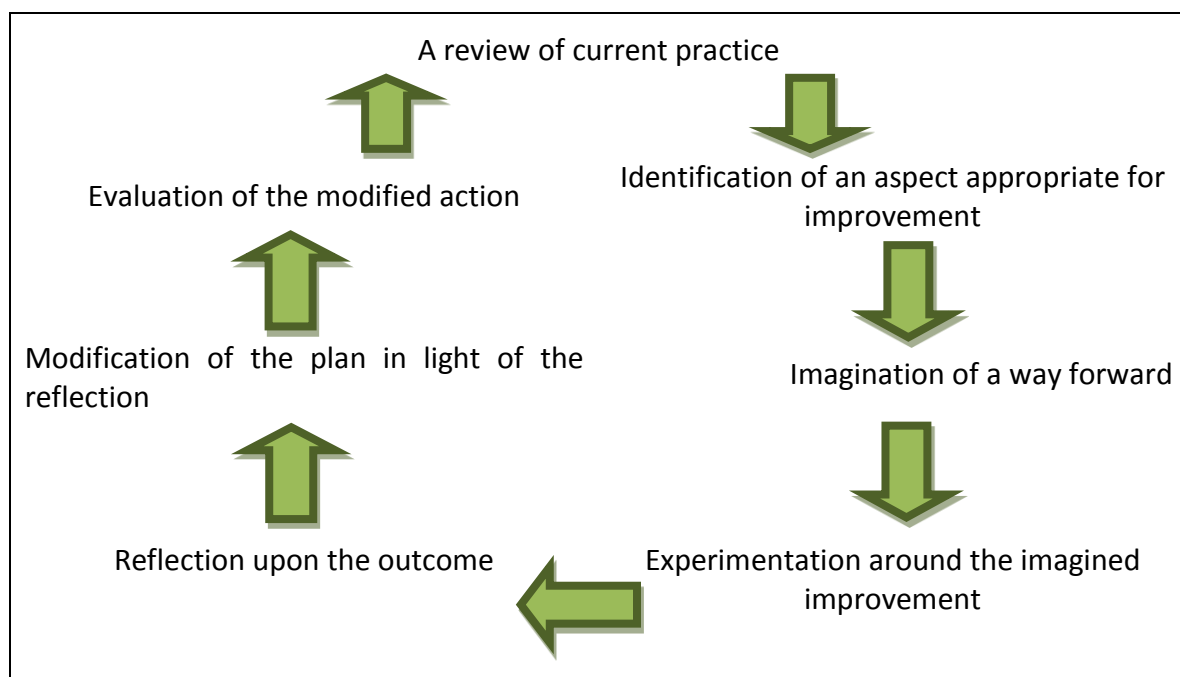 A review of current practice
Identification of an aspect appropriate for
improvement
Imagination of a way forward
Experimentation around the imagined
improvement
Reflection upon the outcome
Modification of the plan in light of the
reflection
Evaluation of the modified action